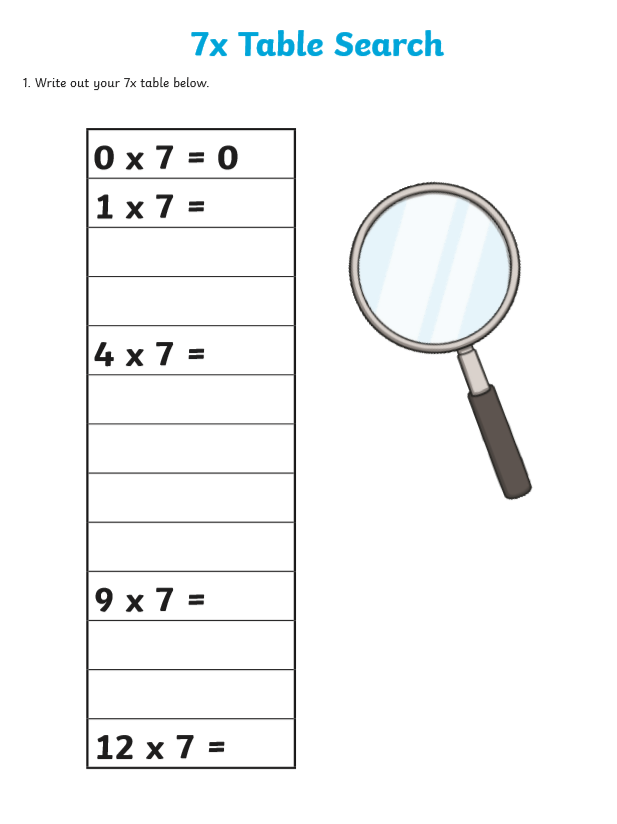 7x Table Search
1. Write out your 7x table below.
0 x 7 = 0
1 x 7 =
4 x 7 =
9 x 7 =
12 x 7 =